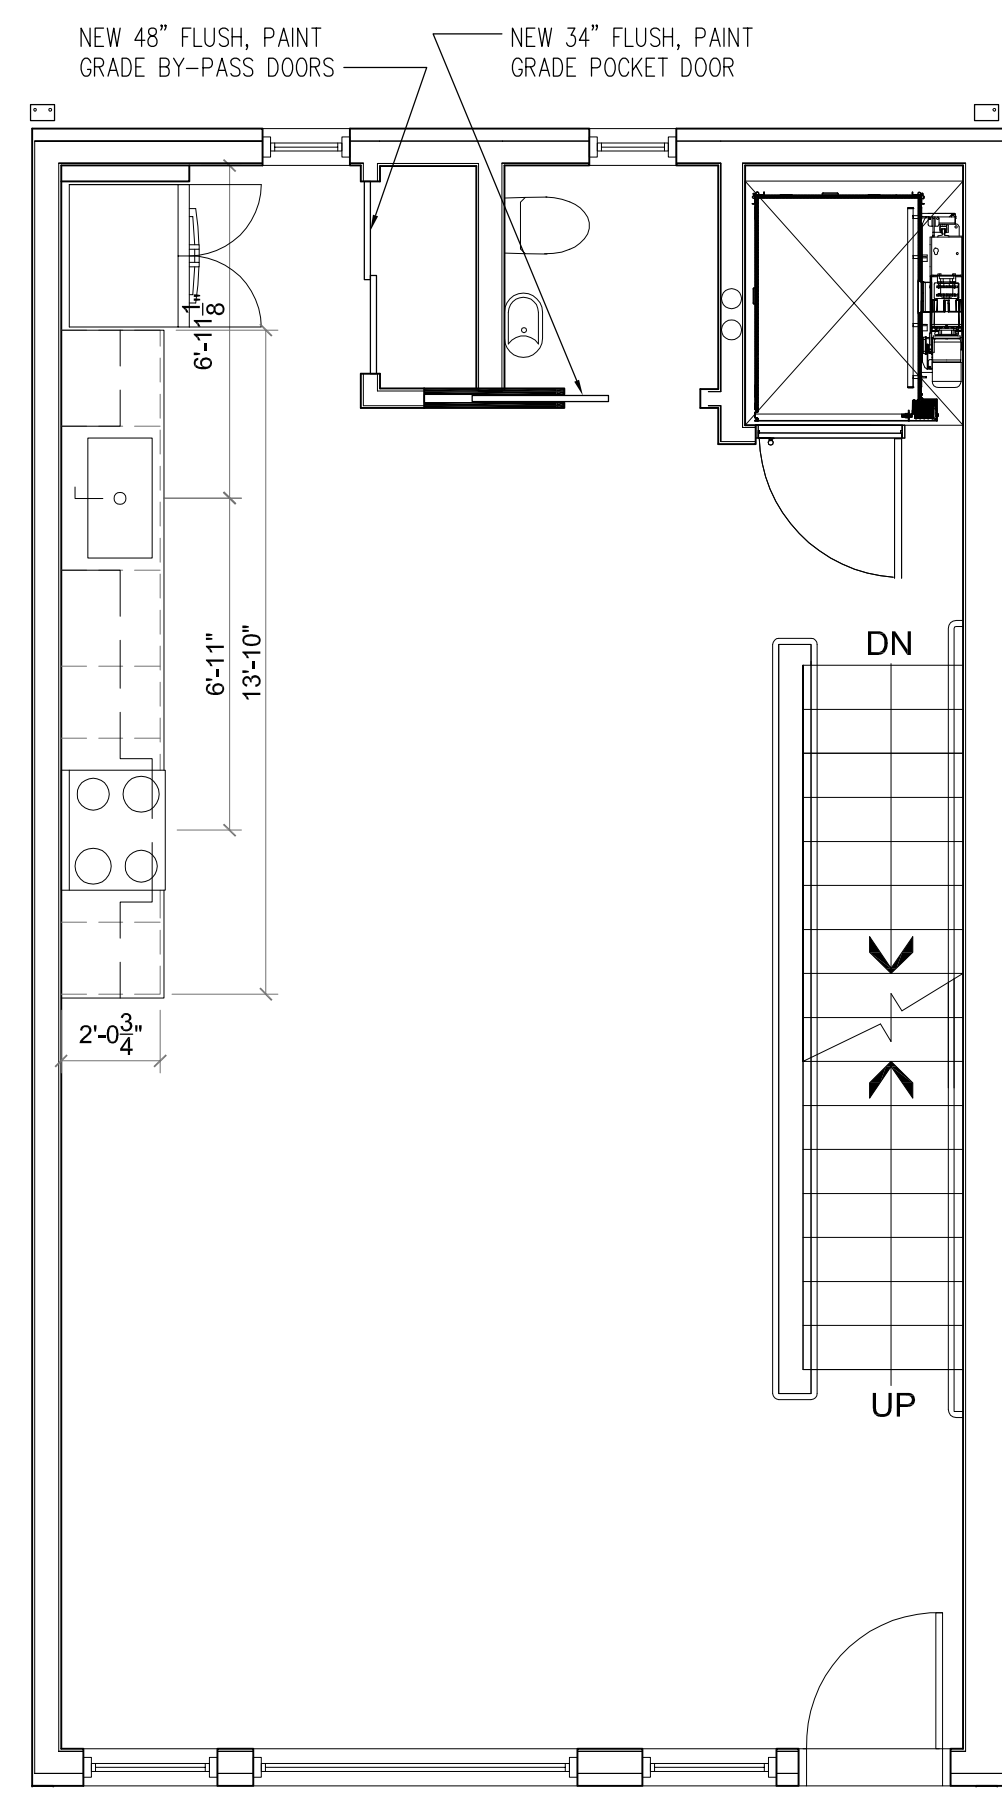 NEW 48” FLUSH, PAINT
GRADE BY-PASS DOORS
NEW 34” FLUSH, PAINT
GRADE POCKET DOOR
6'-11 1/8"
6'-11"
13'-10"
2'-0 3/4"
DN
UP